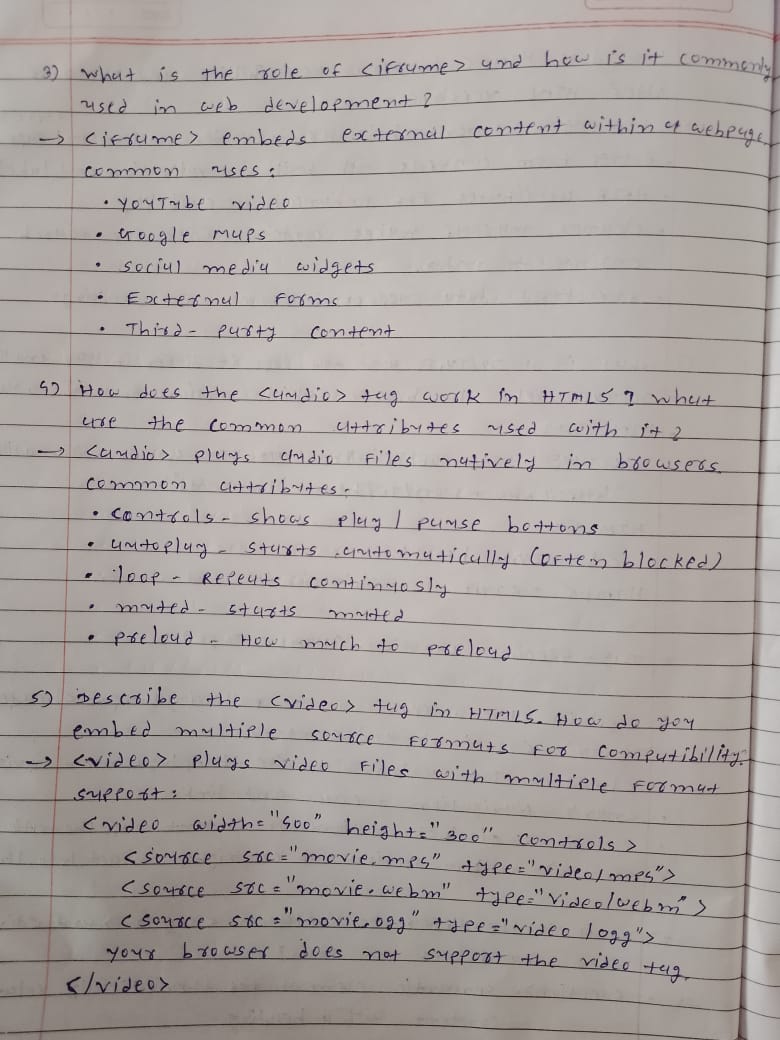 3) What is the role of <iframe> and how is it commonly
used in web development?
→ <iframe> embeds external content within a webpage.
common uses:
• YouTube video
• Google Maps
• social media widgets
• External Forms
• Third-party content
4) How does the <audio> tag work in HTML5? what
are the common attributes used with it?
→ <audio> plays audio files natively in browsers.
common attributes:
• controls - shows play / pause bottons
• autoplay - starts automatically (often blocked)
• loop - Repeats continuosly
• muted - starts muted
• preload - How much to preload
5) Describe the <video> tag in HTML5. How do you
embed multiple source formats for compatibility.
→ <video> plays video files with multiple format
support:
<video width="400" height="300" controls>
<source src="movie.mp4" type="video/mp4">
<source src="movie.webm" type="video/webm">
<source src="movie.ogg" type="video/ogg">
your browser does not support the video tag.
</video>